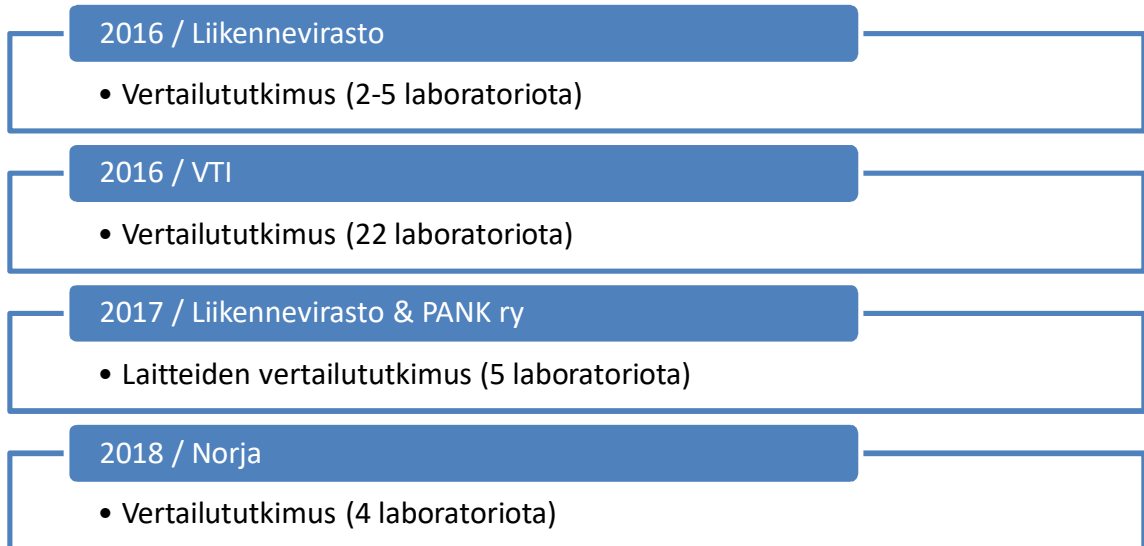 2016 / Liikennevirasto
• Vertailututkimus (2-5 laboratoriota)
2016 / VTI
• Vertailututkimus (22 laboratoriota)
2017 / Liikennevirasto & PANK ry
• Laitteiden vertailututkimus (5 laboratoriota)
2018 / Norja
• Vertailututkimus (4 laboratoriota)